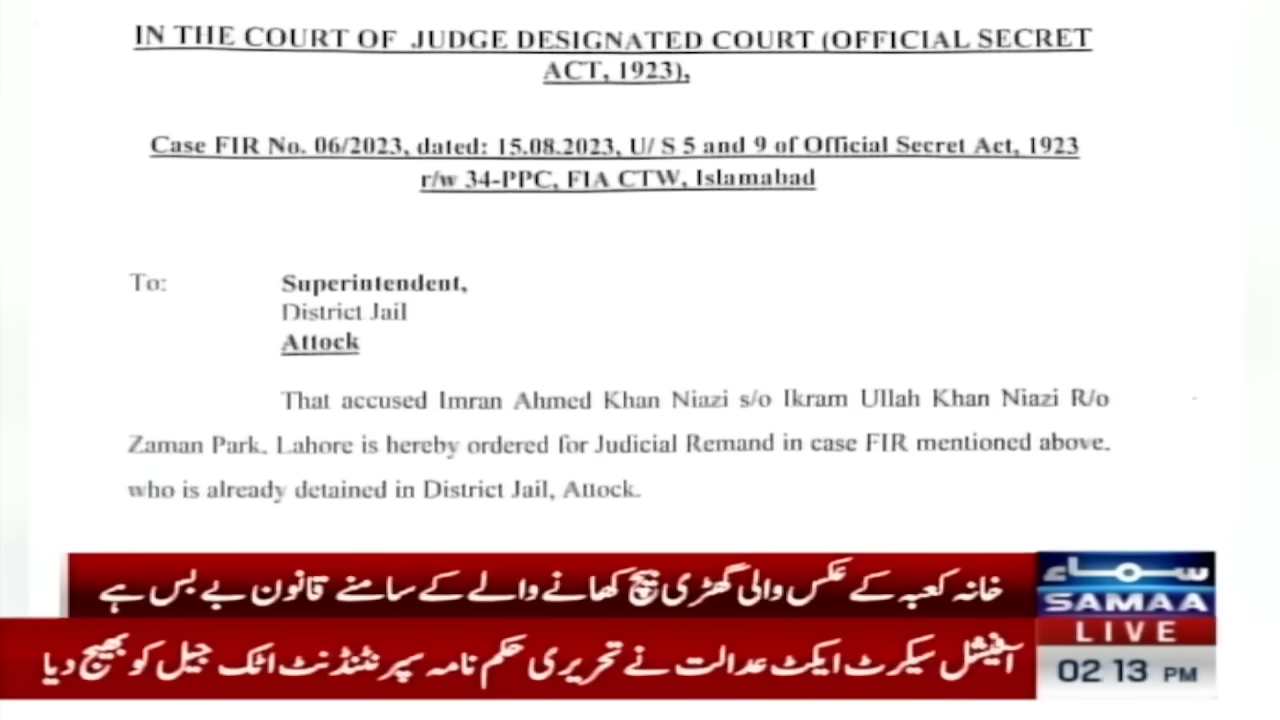 IN THE COURT OF JUDGE DESIGNATED COURT (OFFICIAL SECRET
ACT, 1923),
Case FIR No. 06/2023, dated: 15.08.2023, U/ S 5 and 9 of Official Secret Act, 1923
r/w 34-PPC, FIA CTW, Islamabad
To:
Superintendent,
District Jail
Attock
That accused Imran Ahmed Khan Niazi s/o Ikram Ullah Khan Niazi R/o
Zaman Park, Lahore is hereby ordered for Judicial Remand in case FIR mentioned above,
who is already detained in District Jail, Attock.
خانہ کعبہ کے عکس والی گھڑی بیچ کھانے والے کے سامنے قانون بے بس ہے
آفیشل سیکرٹ ایکٹ عدالت نے تحریری حکم نامہ سپرنٹنڈنٹ اٹک جیل کو بھیج دیا
سماء
SAMAA
LIVE
02 13 PM